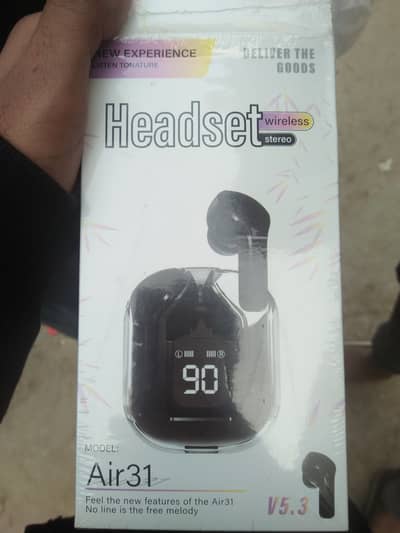 NEW EXPERIENCE
LISTEN TONATURE
DELIVER THE
GOODS
Headset
wireless
stereo
L R
90
MODEL:
Air31
Feel the new features of the Air31
No line is the free melody
V5.3